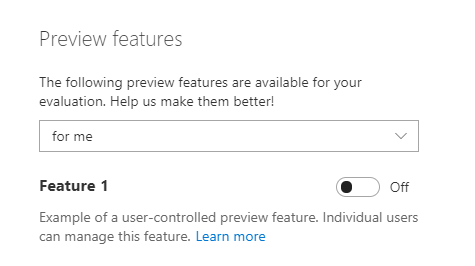 Preview features
The following preview features are available for your
evaluation. Help us make them better!
for me
Feature 1
Off
Example of a user-controlled preview feature. Individual users
can manage this feature. Learn more